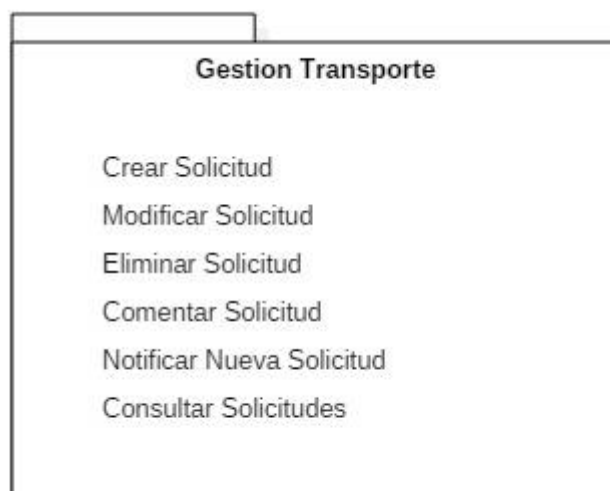 Gestion Transporte
Crear Solicitud
Modificar Solicitud
Eliminar Solicitud
Comentar Solicitud
Notificar Nueva Solicitud
Consultar Solicitudes